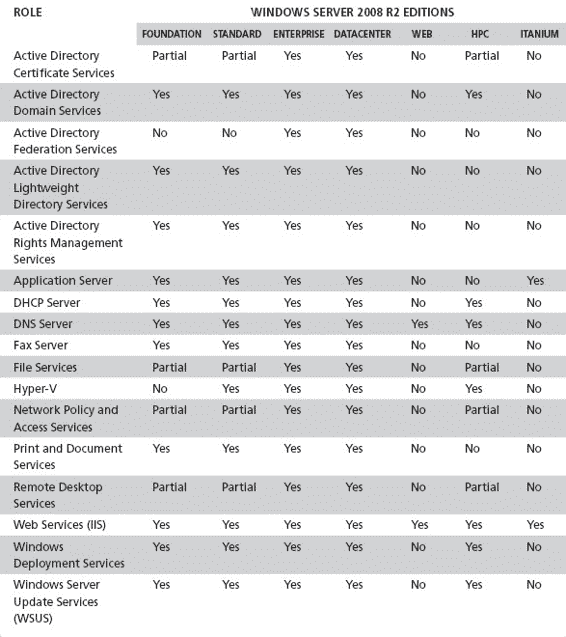 ROLE WINDOWS SERVER 2008 R2 EDITIONS
FOUNDATION STANDARD ENTERPRISE DATACENTER WEB HPC ITANIUM
Active Directory Partial Partial Yes Yes No Partial No
Certificate Services
Active Directory Yes Yes Yes Yes No Yes No
Domain Services
Active Directory No No Yes Yes No No No
Federation Services
Active Directory Yes Yes Yes Yes No No No
Lightweight
Directory Services
Active Directory Yes Yes Yes Yes No No No
Rights Management
Services
Application Server Yes Yes Yes Yes No No Yes
DHCP Server Yes Yes Yes Yes No Yes No
DNS Server Yes Yes Yes Yes Yes Yes No
Fax Server Yes Yes Yes Yes No No No
File Services Partial Partial Yes Yes No Partial No
Hyper-V No Yes Yes Yes No Yes No
Network Policy and Partial Partial Yes Yes No Partial No
Access Services
Print and Document Yes Yes Yes Yes No No No
Services
Remote Desktop Partial Partial Yes Yes No Partial No
Services
Web Services (IIS) Yes Yes Yes Yes Yes Yes Yes
Windows Yes Yes Yes Yes No Yes No
Deployment Services
Windows Server Yes Yes Yes Yes No Yes No
Update Services
(WSUS)